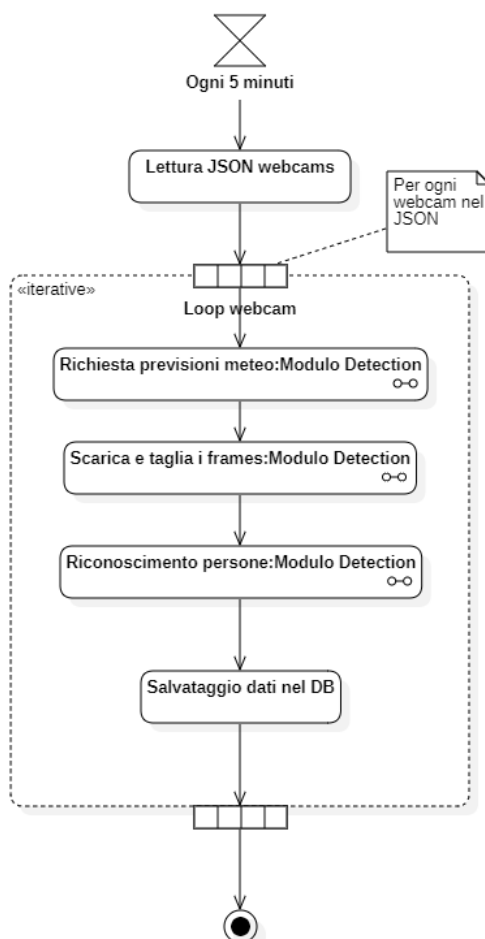 Ogni 5 minuti
Lettura JSON webcams
Per ogni
webcam nel
JSON
«iterative»
Loop webcam
Richiesta previsioni meteo:Modulo Detection
Scarica e taglia i frames:Modulo Detection
Riconoscimento persone:Modulo Detection
Salvataggio dati nel DB